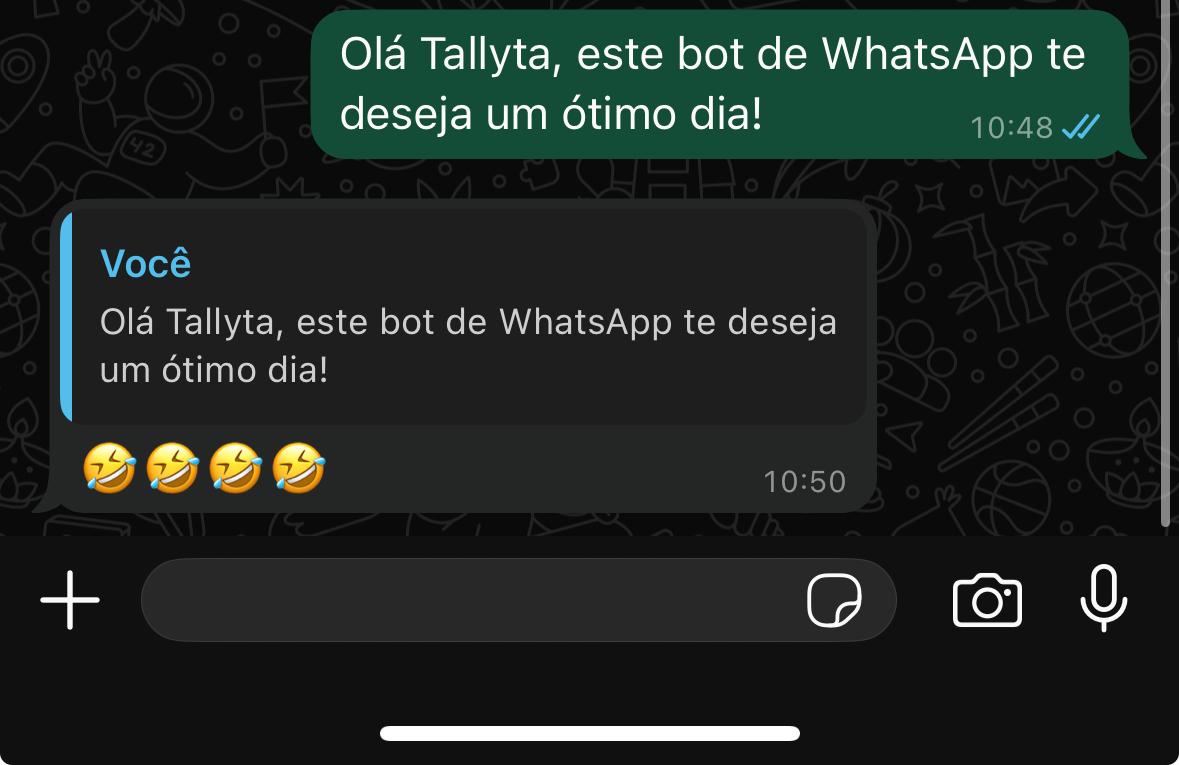 Olá Tallyta, este bot de WhatsApp te
deseja um ótimo dia!
10:48
Você
Olá Tallyta, este bot de WhatsApp te deseja
um ótimo dia!
🤣🤣🤣🤣
10:50
42